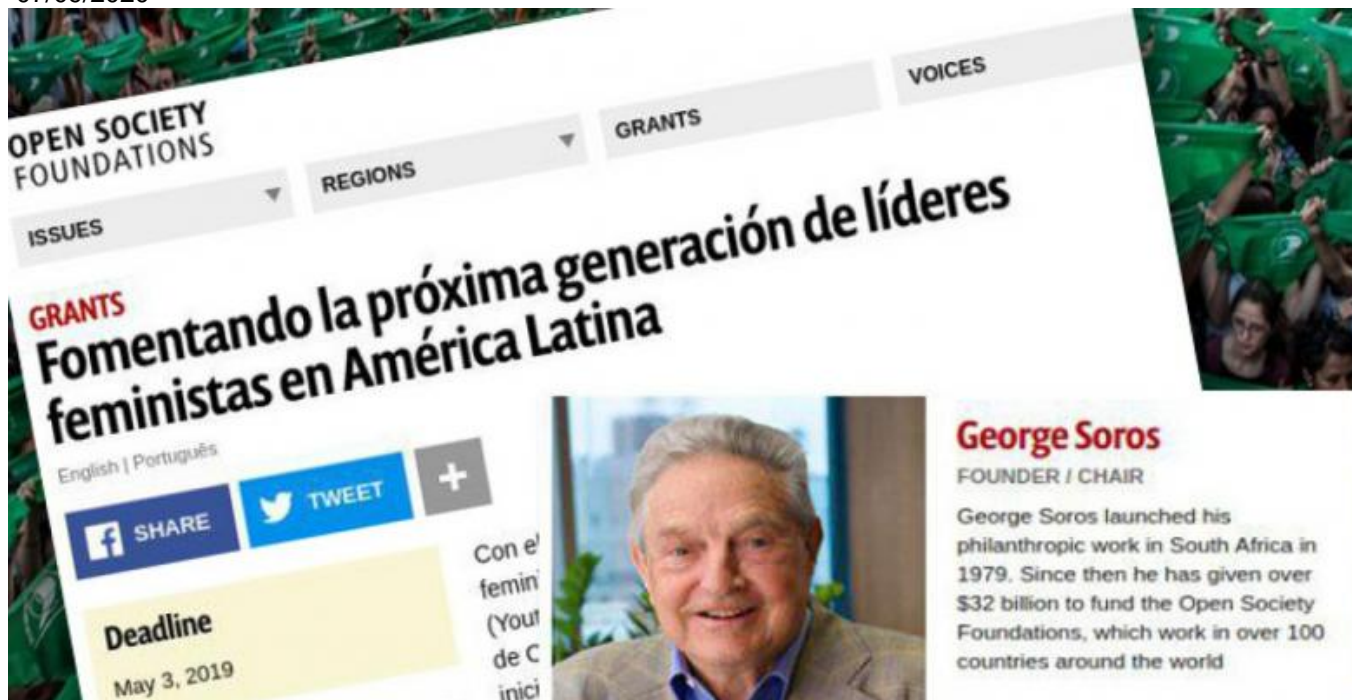 OPEN SOCIETY
FOUNDATIONS
ISSUES
REGIONS
GRANTS
VOICES
GRANTS
Fomentando la próxima generación de líderes
feministas en América Latina
English | Português
SHARE
TWEET
+
Deadline
May 3, 2019
Con
(Your
de
George Soros
FOUNDER / CHAIR
George Soros launched his
philanthropic work in South Africa in
1979. Since then he has given over
$32 billion to fund the Open Society
Foundations, which work in over 100
countries around the world